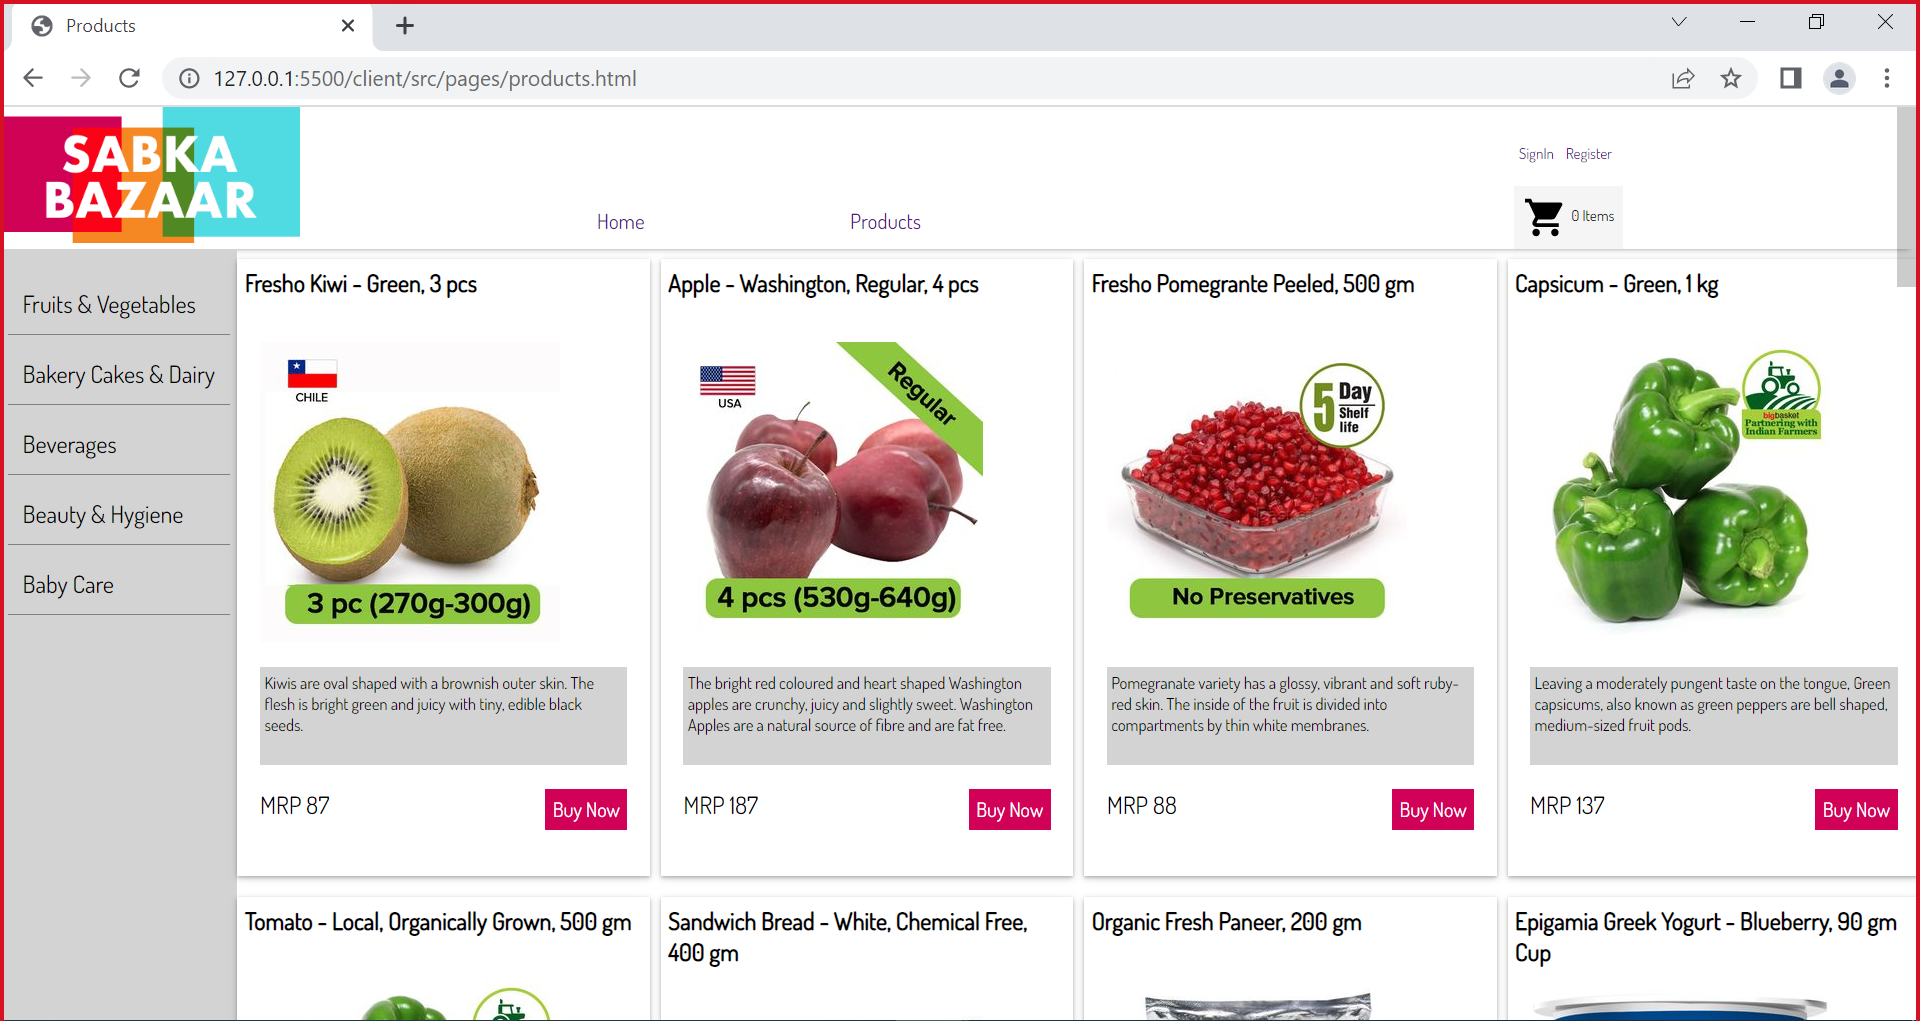 Products
127.0.0.1:5500/client/src/pages/products.html
SABKA
BAZAAR
SignIn Register
Home Products
0 Items
Fruits & Vegetables
Bakery Cakes & Dairy
Beverages
Beauty & Hygiene
Baby Care
Fresho Kiwi - Green, 3 pcs
CHILE
3 pc (270g-300g)
Kiwis are oval shaped with a brownish outer skin. The
flesh is bright green and juicy with tiny, edible black
seeds.
MRP 87
Buy Now
Apple - Washington, Regular, 4 pcs
USA
Regular
4 pcs (530g-640g)
The bright red coloured and heart shaped Washington
apples are crunchy, juicy and slightly sweet. Washington
Apples are a natural source of fibre and are fat free.
MRP 187
Buy Now
Fresho Pomegrante Peeled, 500 gm
5 Day
Shelf
life
No Preservatives
Pomegranate variety has a glossy, vibrant and soft ruby-
red skin. The inside of the fruit is divided into
compartments by thin white membranes.
MRP 88
Buy Now
Capsicum - Green, 1 kg
bigbasket
Partnering with
Indian Farmers
Leaving a moderately pungent taste on the tongue, Green
capsicums, also known as green peppers are bell shaped,
medium-sized fruit pods.
MRP 137
Buy Now
Tomato - Local, Organically Grown, 500 gm
Sandwich Bread - White, Chemical Free,
400 gm
Organic Fresh Paneer, 200 gm
Epigamia Greek Yogurt - Blueberry, 90 gm
Cup